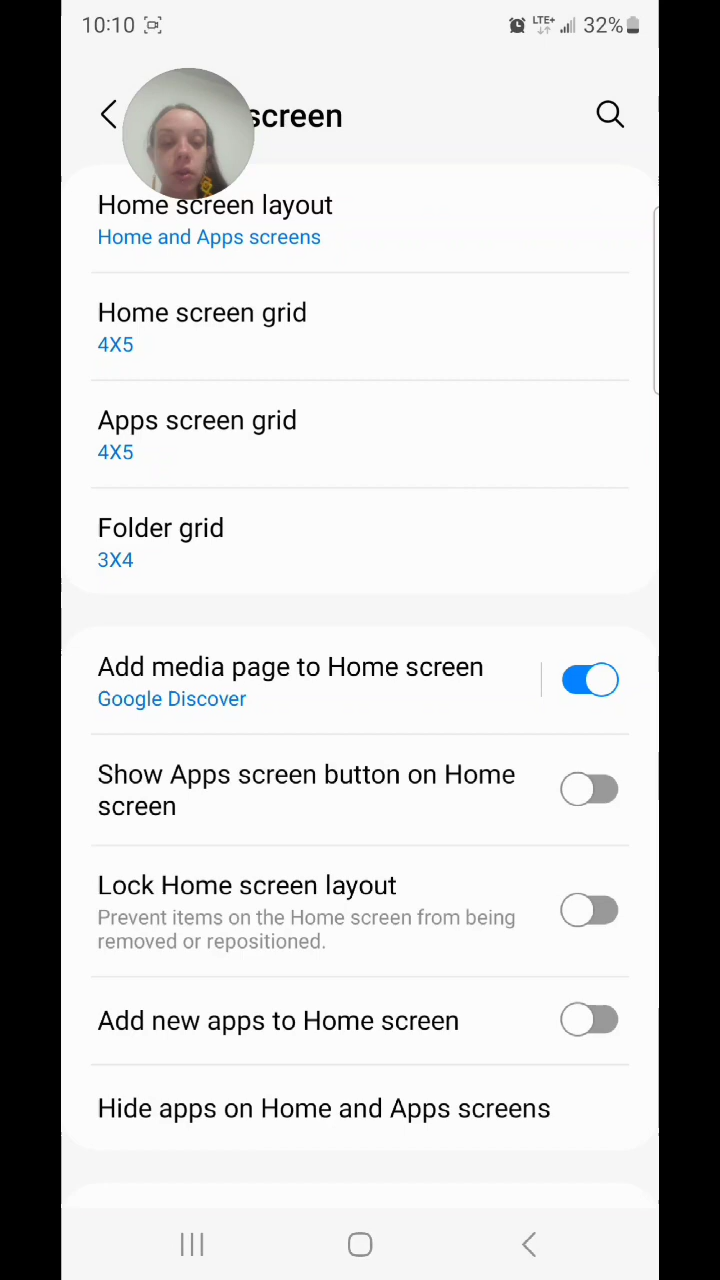 10:10
LTE+
32%
screen
Home screen layout
Home and Apps screens
Home screen grid
4X5
Apps screen grid
4X5
Folder grid
3X4
Add media page to Home screen
Google Discover
Show Apps screen button on Home
screen
Lock Home screen layout
Prevent items on the Home screen from being
removed or repositioned.
Add new apps to Home screen
Hide apps on Home and Apps screens